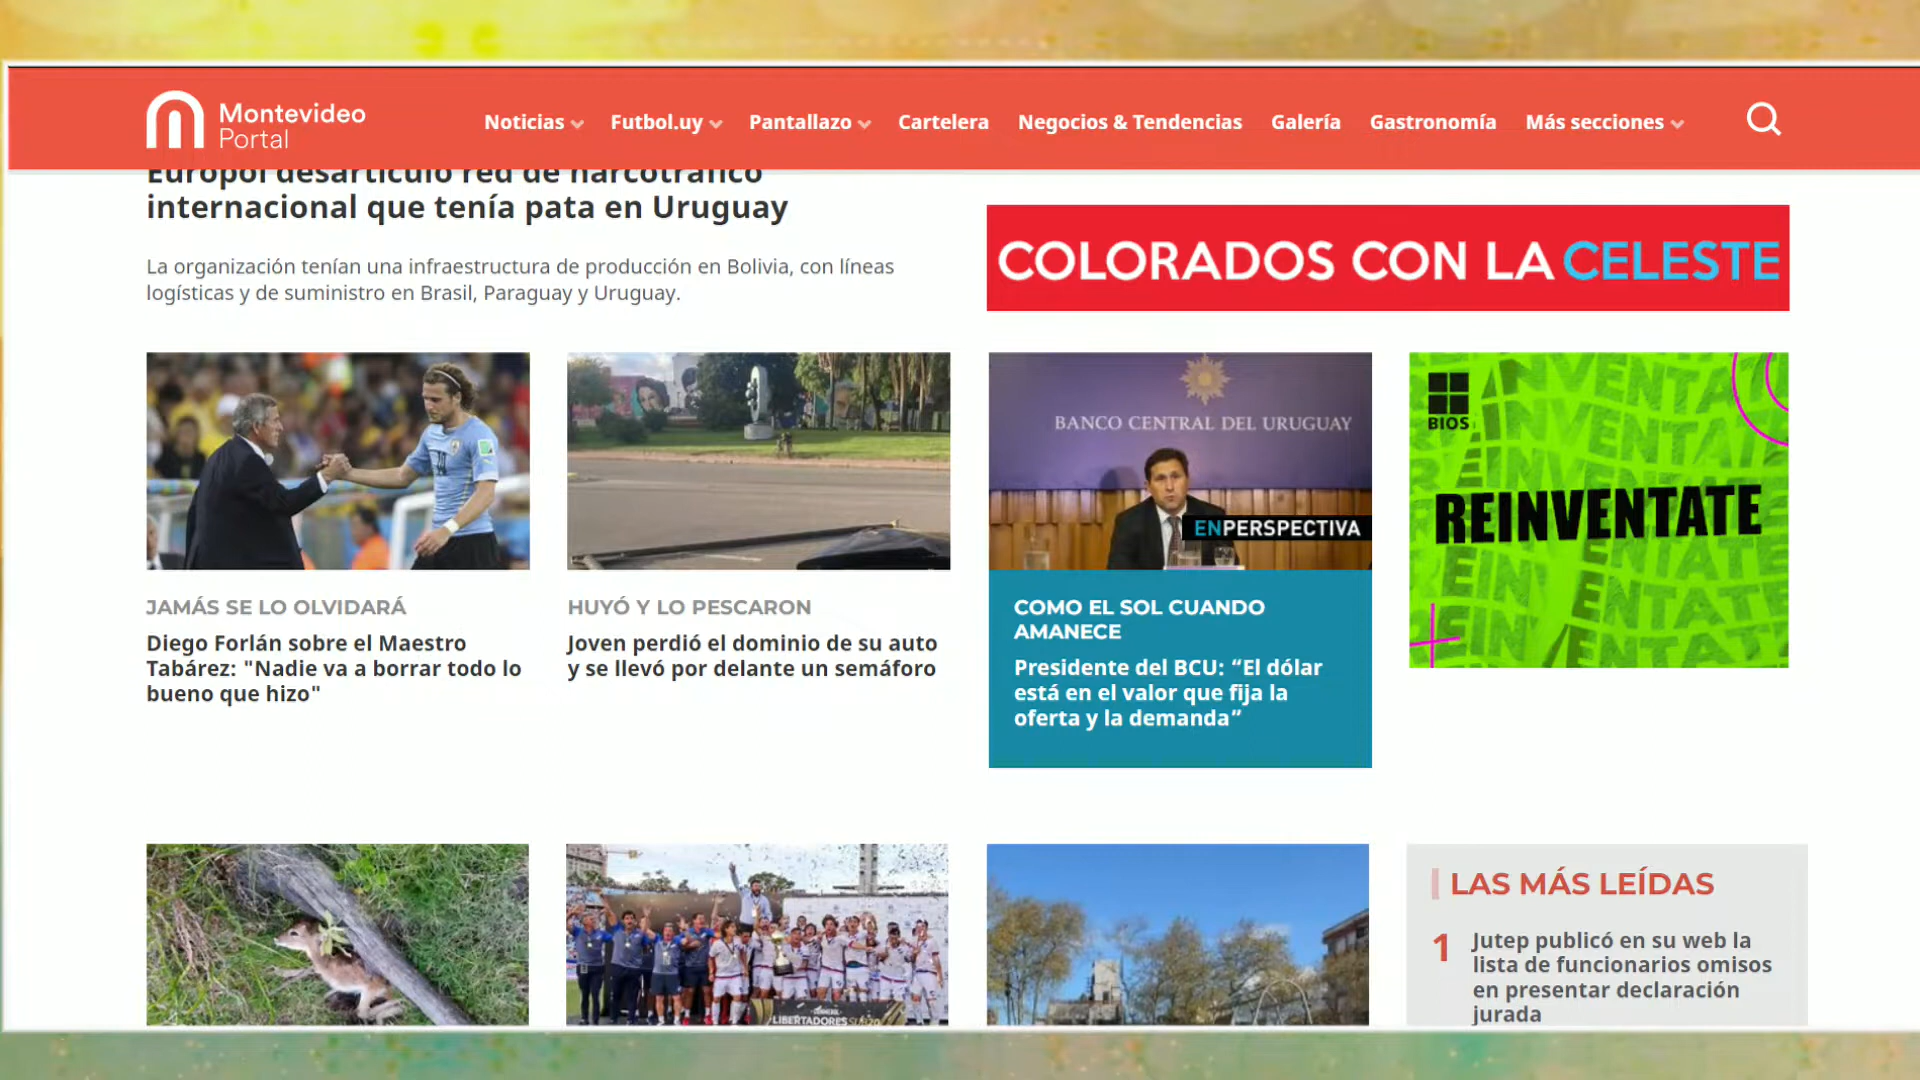 Montevideo
Portal
Noticias
Futbol.uy
Pantallazo
Cartelera
Negocios & Tendencias
Galería
Gastronomía
Más secciones
Europol desarticuló red de narcotráfico
internacional que tenía pata en Uruguay
La organización tenían una infraestructura de producción en Bolivia, con líneas
logísticas y de suministro en Brasil, Paraguay y Uruguay.
COLORADOS CON LA CELESTE
JAMÁS SE LO OLVIDARÁ
Diego Forlán sobre el Maestro
Tabárez: "Nadie va a borrar todo lo
bueno que hizo"
HUYÓ Y LO PESCARON
Joven perdió el dominio de su auto
y se llevó por delante un semáforo
BANCO CENTRAL DEL URUGUAY
ENPERSPECTIVA
COMO EL SOL CUANDO
AMANECE
Presidente del BCU: “El dólar
está en el valor que fija la
oferta y la demanda”
BIOS
REINVENTATE
LIBERTADORES
LAS MÁS LEÍDAS
1
Jutep publicó en su web la
lista de funcionarios omisos
en presentar declaración
jurada